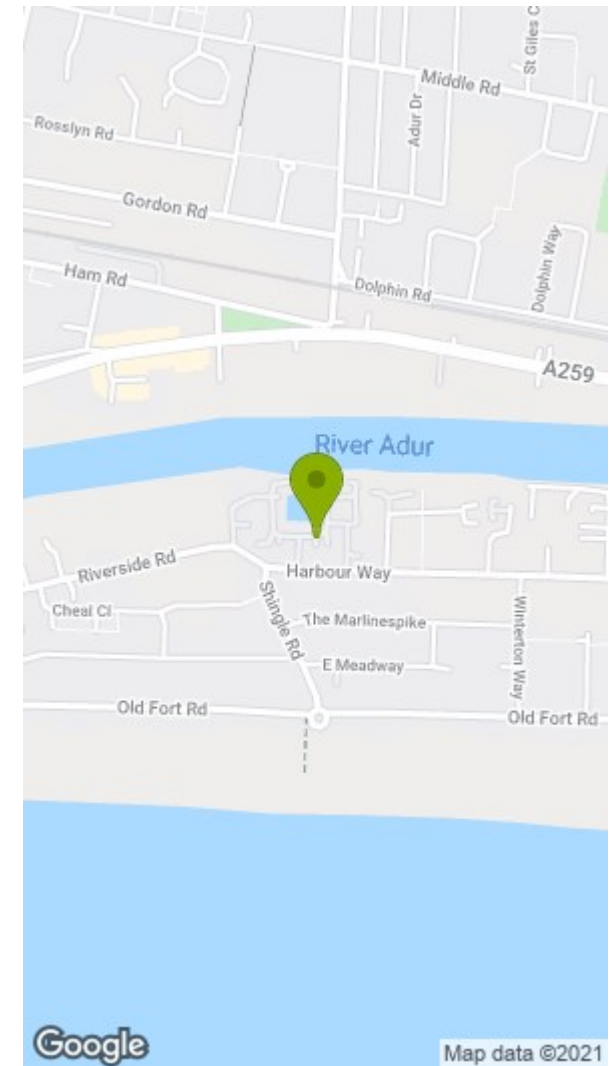 St Giles C
Middle Rd
Adur Dr
Rosslyn Rd
Gordon Rd
Dolphin Way
Ham Rd
Dolphin Rd
A259
River Adur
Riverside Rd
Harbour Way
Cheal Cl
Shingle Rd
The Marlinespike
Winterton Way
E Meadway
Old Fort Rd
Old Fort Rd
Google
Map data ©2021